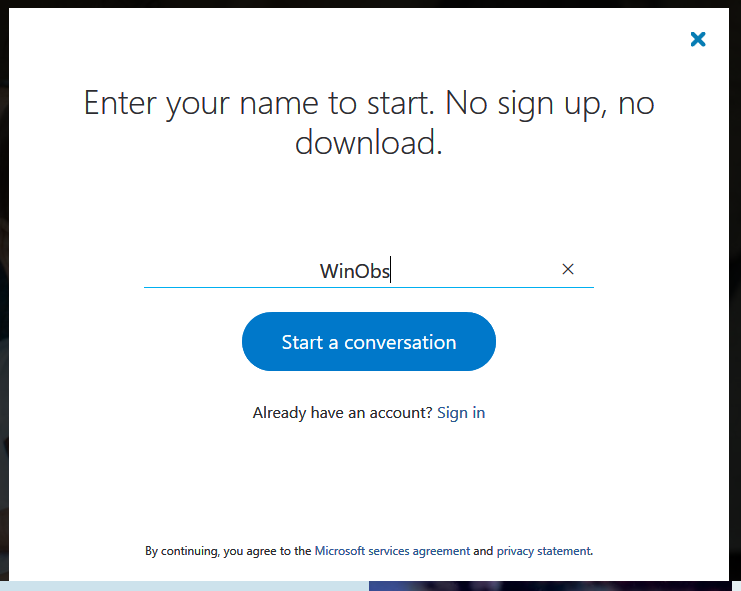 Enter your name to start. No sign up, no
download.
WinObs
Start a conversation
Already have an account? Sign in
By continuing, you agree to the Microsoft services agreement and privacy statement.